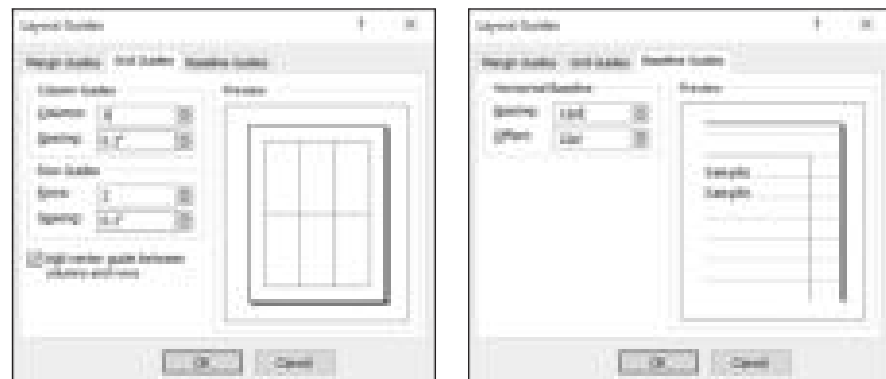 Layout Guides
Margin Guides Grid Guides Baseline Guides
Column Guides
Columns:
Spacing:
Row Guides
Rows:
Spacing:
Add center guide between
columns and rows
Preview
OK Cancel
Layout Guides
Margin Guides Grid Guides Baseline Guides
Horizontal Baseline
Spacing:
Offset:
Preview
Sample
Sample
OK Cancel